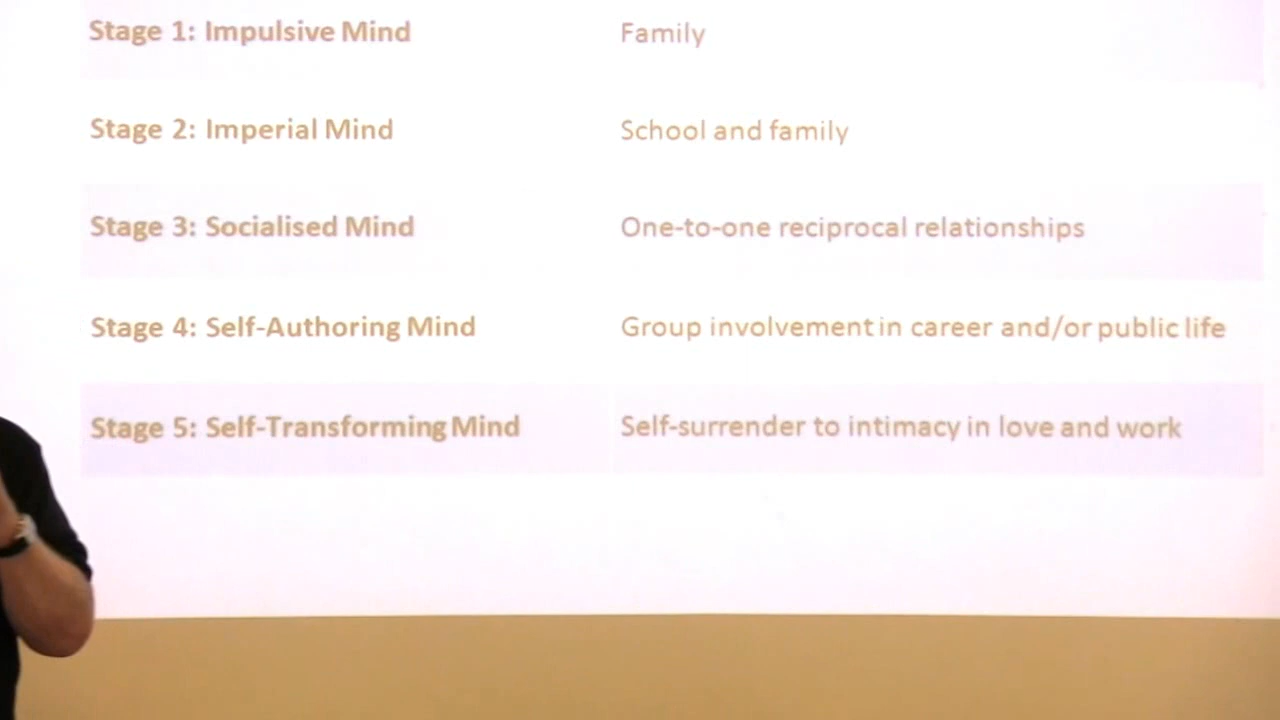 Stage 1: Impulsive Mind Family
Stage 2: Imperial Mind School and family
Stage 3: Socialised Mind One-to-one reciprocal relationships
Stage 4: Self-Authoring Mind Group involvement in career and/or public life
Stage 5: Self-Transforming Mind Self-surrender to intimacy in love and work